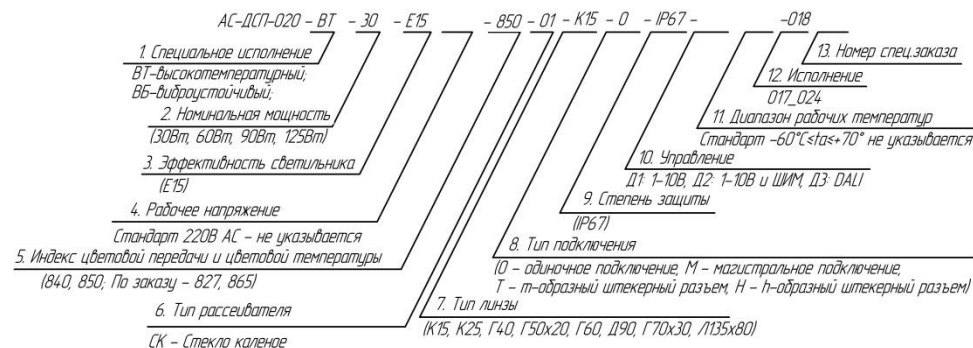 АС-ДСП-020 - ВТ - 30 - Е15 - 850 - 01 - К15 - 0 - IP67 - -018
1. Специальное исполнение
ВТ-высокотемпературный;
ВБ-виброустойчивый;
2. Номинальная мощность
(30Вт, 60Вт, 90Вт, 125Вт)
3. Эффективность светильника
(Е15)
4. Рабочее напряжение
Стандарт 220В АС - не указывается
5. Индекс цветовой передачи и цветовой температуры
(840, 850; По заказу - 827, 865)
6. Тип рассеивателя
СК - Стекло каленое
13. Номер спец.заказа
12. Исполнение
017_024
11. Диапазон рабочих температур
Стандарт -60°С≤ta≤+70° не указывается
10. Управление
Д1: 1-10В, Д2: 1-10В и ШИМ, Д3: DALI
9. Степень защиты
(IP67)
8. Тип подключения
(О - одиночное подключение, М - магистральное подключение,
Т - т-образный штекерный разъем, Н - h-образный штекерный разъем)
7. Тип линзы
(К15, К25, Г40, Г50х20, Г60, Д90, Г70х30, Л135х80)